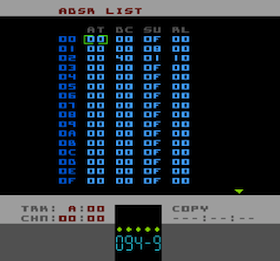 ADSR LIST
AT DC SU RL
00 00 00 0F 00
01 00 00 08 00
02 00 40 01 10
03 00 00 0F 00
04 00 00 0F 00
05 00 00 0F 00
06 00 00 0F 00
07 00 00 0F 00
08 00 00 0F 00
09 00 00 0F 00
0A 00 00 0F 00
0B 00 00 0F 00
0C 00 00 0F 00
0D 00 00 0F 00
0E 00 00 0F 00
0F 00 00 0F 00
TRK: A:00 COPY
CHN:00:00 ---:--:--
094-9